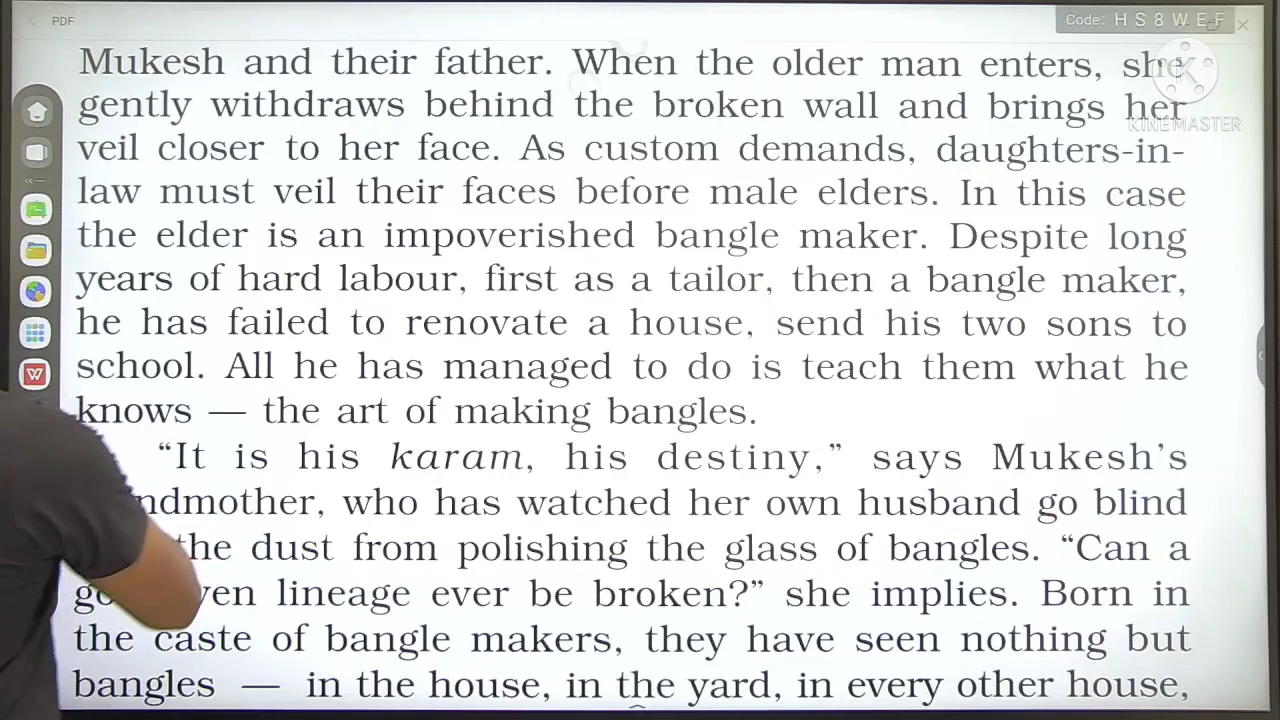 PDF
Code: HS8WEF
Mukesh and their father. When the older man enters, she
KINEMASTER
gently withdraws behind the broken wall and brings her
veil closer to her face. As custom demands, daughters-in-
law must veil their faces before male elders. In this case
the elder is an impoverished bangle maker. Despite long
years of hard labour, first as a tailor, then a bangle maker,
he has failed to renovate a house, send his two sons to
school. All he has managed to do is teach them what he
knows — the art of making bangles.
“It is his karam, his destiny,” says Mukesh’s
ndmother, who has watched her own husband go blind
the dust from polishing the glass of bangles. “Can a
ven lineage ever be broken?” she implies. Born in
the caste of bangle makers, they have seen nothing but
bangles — in the house, in the yard, in every other house,